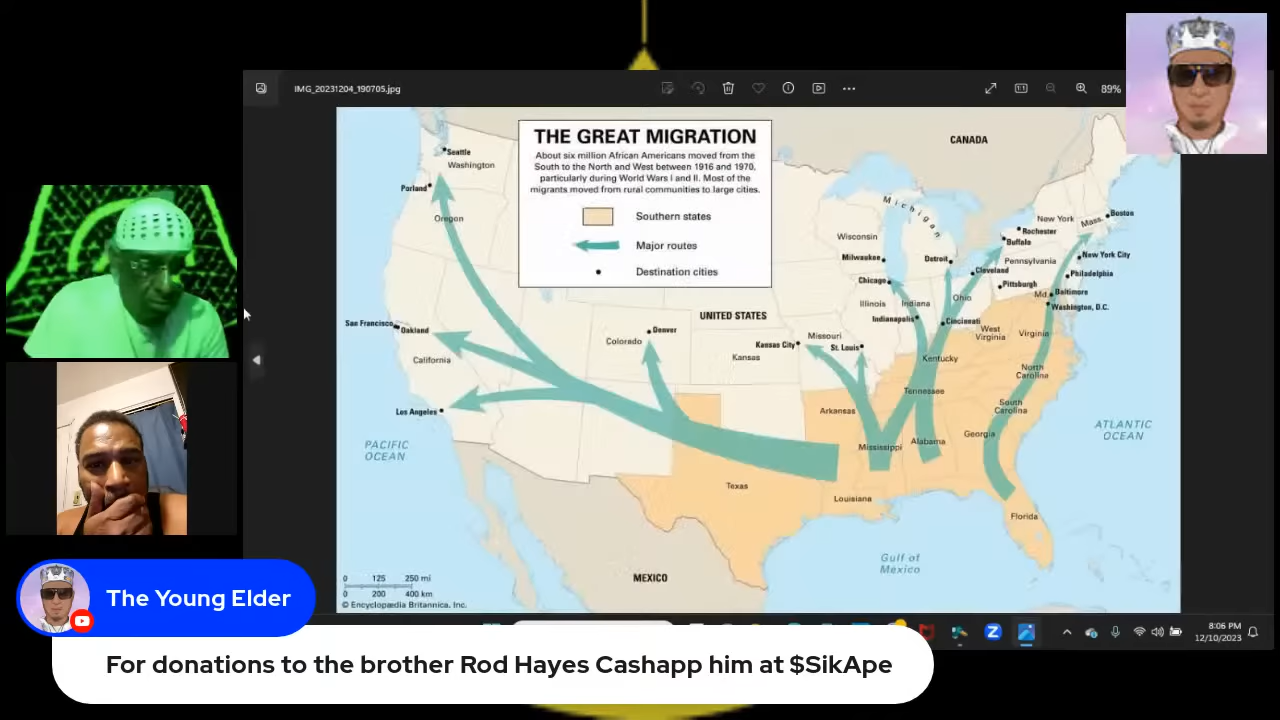 IMG_20231204_190705.jpg
89%
THE GREAT MIGRATION
About six million African Americans moved from the
South to the North and West between 1916 and 1970,
particularly during World Wars I and II. Most of the
migrants moved from rural communities to large cities.
Southern states
Major routes
Destination cities
CANADA
Seattle
Washington
Porland
Oregon
Michigan
Wisconsin
Milwaukee
Detroit
Chicago
New York
Mass.
Boston
Rochester
Buffalo
New York City
Pennsylvania
Cleveland
Philadelphia
Pittsburgh
Md.
Baltimore
Washington, D.C.
Illinois
Indiana
Ohio
Indianapolis
Cincinnati
West
Virginia
Virginia
San Francisco
Oakland
California
UNITED STATES
Denver
Colorado
Kansas City
Missouri
St. Louis
Kansas
Kentucky
North
Carolina
Tennessee
Los Angeles
Arkansas
South
Carolina
PACIFIC
OCEAN
ATLANTIC
OCEAN
Mississippi
Alabama
Georgia
Texas
Louisiana
Florida
Gulf of
Mexico
MEXICO
0 125 250 mi
0 200 400 km
© Encyclopædia Britannica, Inc.
8:06 PM
12/10/2023
The Young Elder
For donations to the brother Rod Hayes Cashapp him at $SikApe